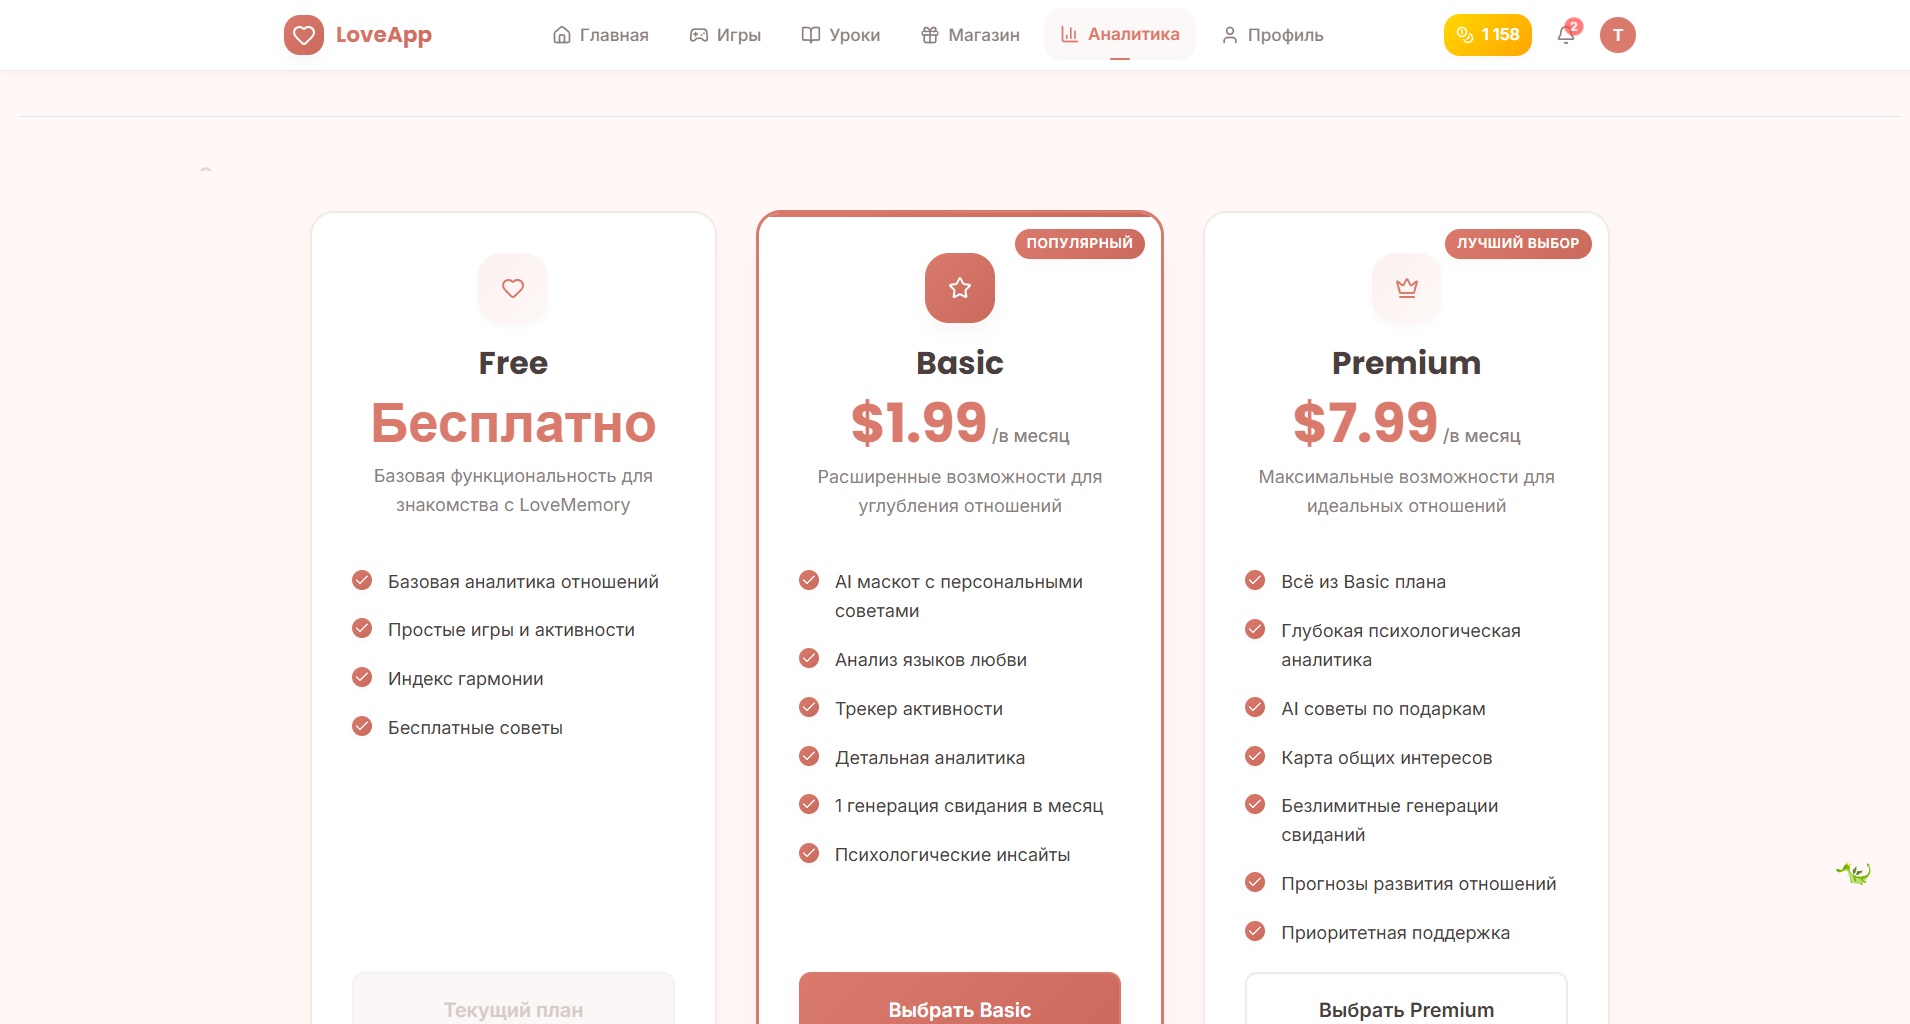 LoveApp
Главная
Игры
Уроки
Магазин
Аналитика
Профиль
1 158
2
T
Free
Бесплатно
Базовая функциональность для
знакомства с LoveMemory
Базовая аналитика отношений
Простые игры и активности
Индекс гармонии
Бесплатные советы
Текущий план
ПОПУЛЯРНЫЙ
Basic
$1.99 /в месяц
Расширенные возможности для
углубления отношений
AI маскот с персональными
советами
Анализ языков любви
Трекер активности
Детальная аналитика
1 генерация свидания в месяц
Психологические инсайты
Выбрать Basic
ЛУЧШИЙ ВЫБОР
Premium
$7.99 /в месяц
Максимальные возможности для
идеальных отношений
Всё из Basic плана
Глубокая психологическая
аналитика
AI советы по подаркам
Карта общих интересов
Безлимитные генерации
свиданий
Прогнозы развития отношений
Приоритетная поддержка
Выбрать Premium